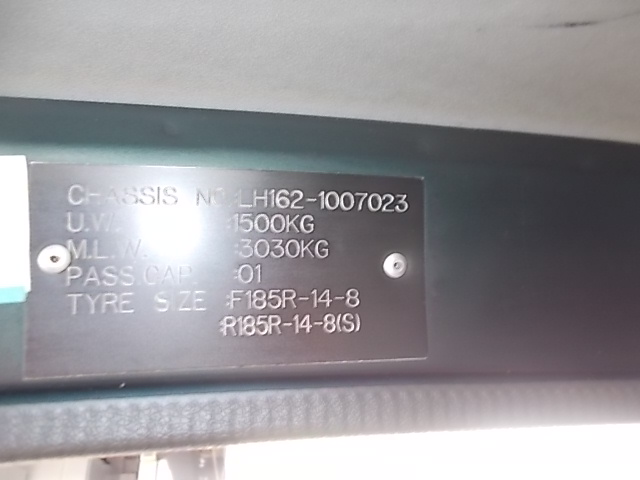 CHASSIS NO:LH162-1007023
U.W. :1500KG
M.L.W. :3030KG
PASS.CAP. :01
TYRE SIZE :F185R-14-8
:R185R-14-8(S)